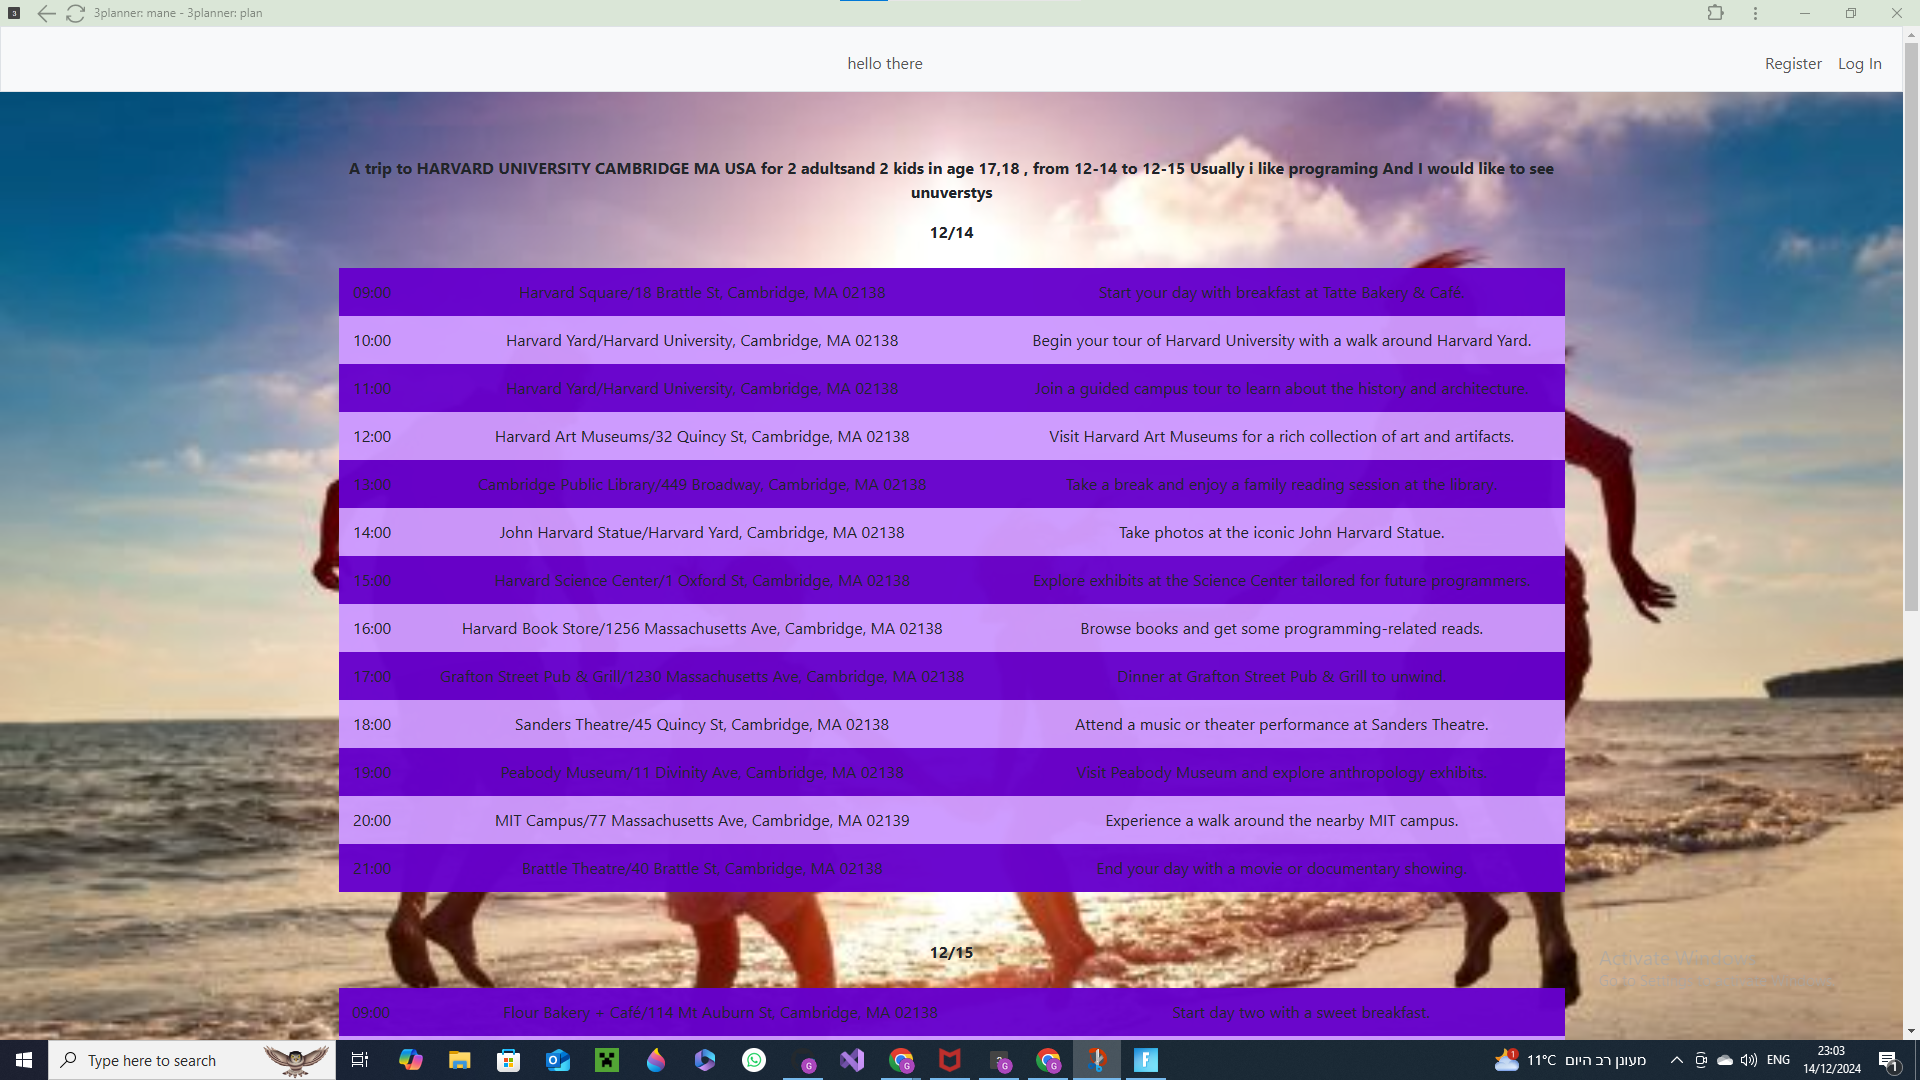 3planner: mane - 3planner: plan
hello there
Register Log In
A trip to HARVARD UNIVERSITY CAMBRIDGE MA USA for 2 adultsand 2 kids in age 17,18 , from 12-14 to 12-15 Usually i like programing And I would like to see
unuverstys
12/14
09:00 Harvard Square/18 Brattle St, Cambridge, MA 02138 Start your day with breakfast at Tatte Bakery & Café.
10:00 Harvard Yard/Harvard University, Cambridge, MA 02138 Begin your tour of Harvard University with a walk around Harvard Yard.
11:00 Harvard Yard/Harvard University, Cambridge, MA 02138 Join a guided campus tour to learn about the history and architecture.
12:00 Harvard Art Museums/32 Quincy St, Cambridge, MA 02138 Visit Harvard Art Museums for a rich collection of art and artifacts.
13:00 Cambridge Public Library/449 Broadway, Cambridge, MA 02138 Take a break and enjoy a family reading session at the library.
14:00 John Harvard Statue/Harvard Yard, Cambridge, MA 02138 Take photos at the iconic John Harvard Statue.
15:00 Harvard Science Center/1 Oxford St, Cambridge, MA 02138 Explore exhibits at the Science Center tailored for future programmers.
16:00 Harvard Book Store/1256 Massachusetts Ave, Cambridge, MA 02138 Browse books and get some programming-related reads.
17:00 Grafton Street Pub & Grill/1230 Massachusetts Ave, Cambridge, MA 02138 Dinner at Grafton Street Pub & Grill to unwind.
18:00 Sanders Theatre/45 Quincy St, Cambridge, MA 02138 Attend a music or theater performance at Sanders Theatre.
19:00 Peabody Museum/11 Divinity Ave, Cambridge, MA 02138 Visit Peabody Museum and explore anthropology exhibits.
20:00 MIT Campus/77 Massachusetts Ave, Cambridge, MA 02139 Experience a walk around the nearby MIT campus.
21:00 Brattle Theatre/40 Brattle St, Cambridge, MA 02138 End your day with a movie or documentary showing.
12/15
Activate Windows
09:00 Flour Bakery + Café/114 Mt Auburn St, Cambridge, MA 02138 Start day two with a sweet breakfast.
Type here to search
11°C מעונן רב היום
ENG
23:03
14/12/2024